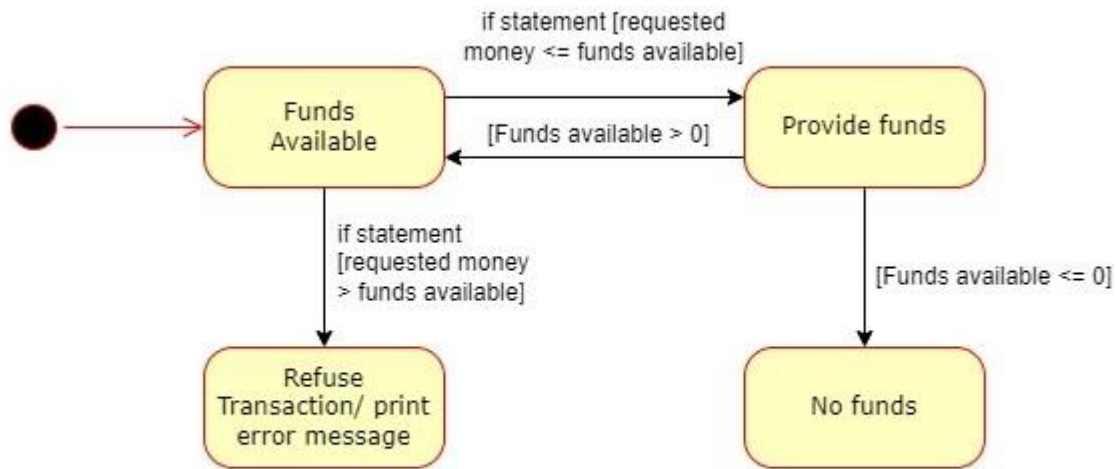 if statement [requested
money <= funds available]
Funds
Available
Provide funds
[Funds available > 0]
if statement
[requested money
> funds available]
[Funds available <= 0]
Refuse
Transaction/ print
error message
No funds